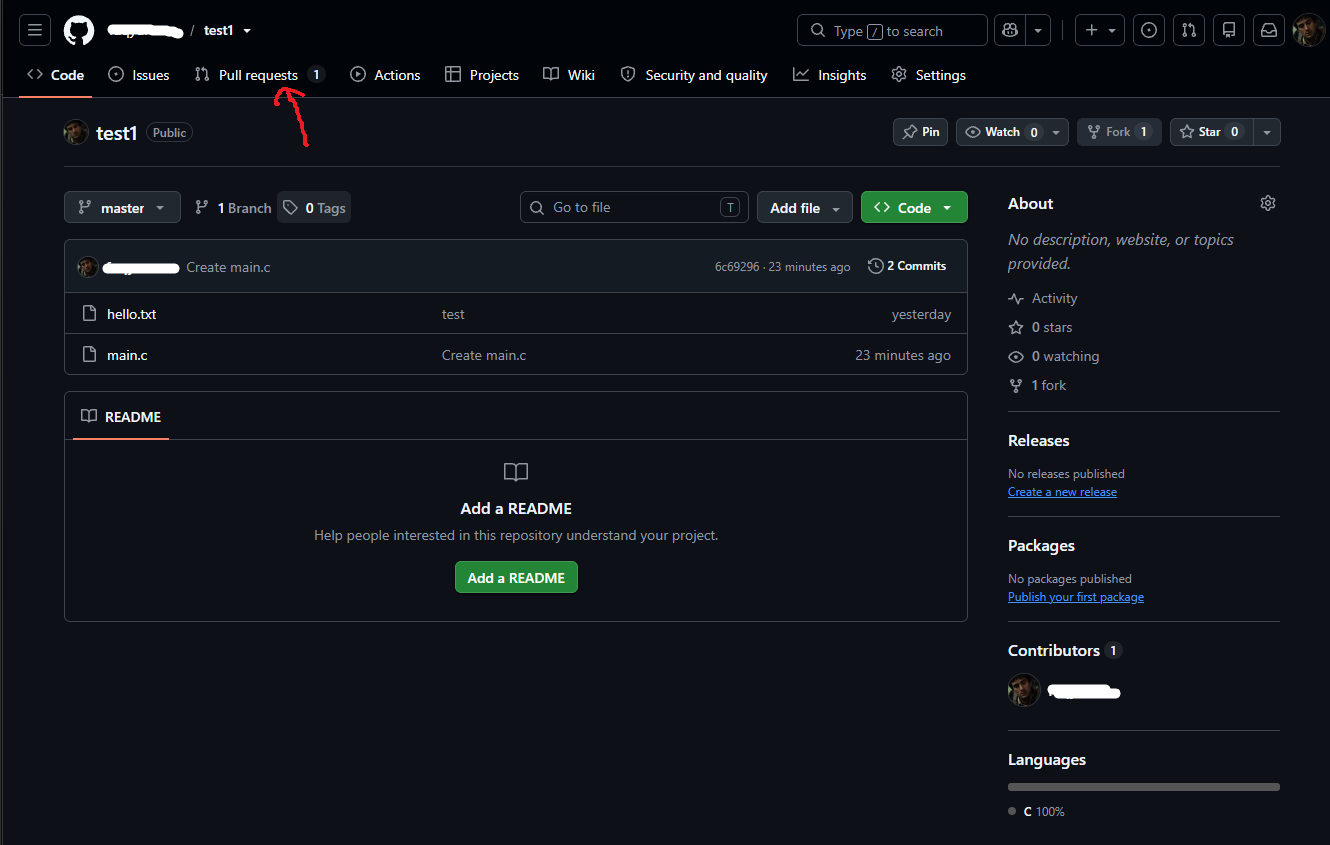 / test1
Type / to search
Code
Issues
Pull requests 1
Actions
Projects
Wiki
Security and quality
Insights
Settings
test1 Public
Pin
Watch 0
Fork 1
Star 0
master
1 Branch
0 Tags
Go to file T
Add file
Code
Create main.c
6c69296 · 23 minutes ago
2 Commits
hello.txt test yesterday
main.c Create main.c 23 minutes ago
README
Add a README
Help people interested in this repository understand your project.
Add a README
About
No description, website, or topics
provided.
Activity
0 stars
0 watching
1 fork
Releases
No releases published
Create a new release
Packages
No packages published
Publish your first package
Contributors 1
Languages
C 100%